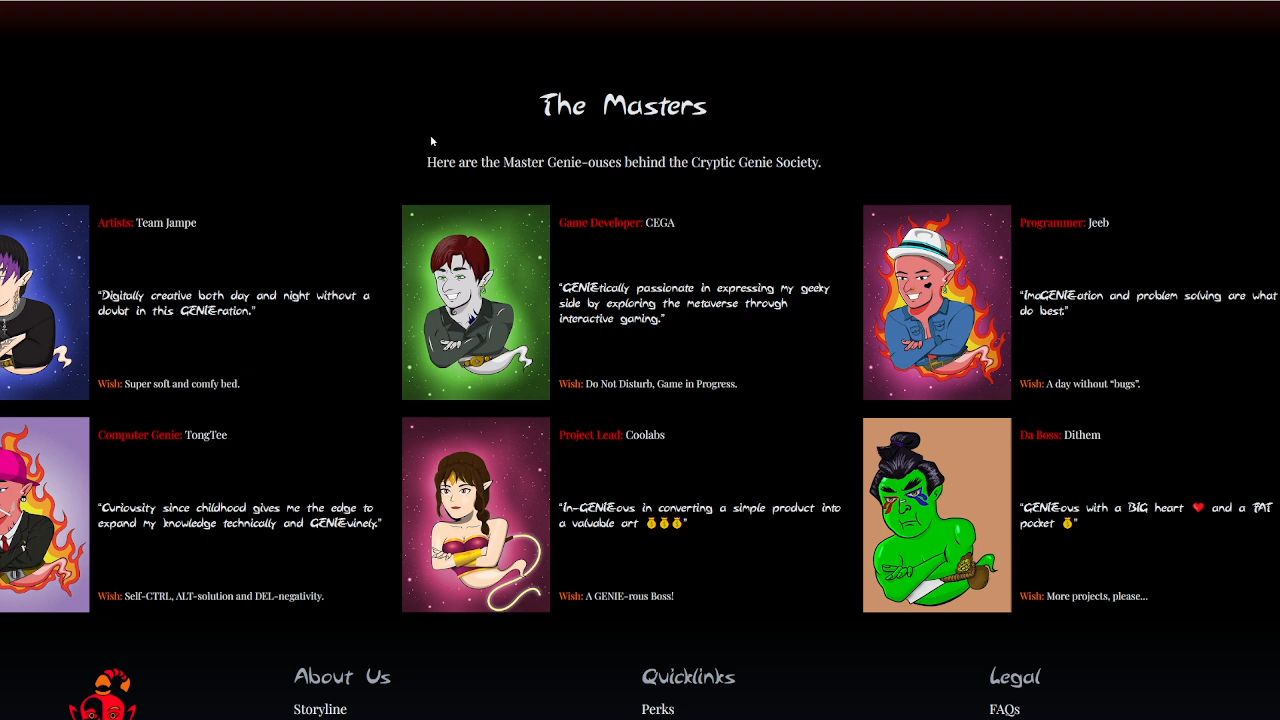 The Masters
Here are the Master Genie-ouses behind the Cryptic Genie Society.
Artists: Team Jampe
"Digitally creative both day and night without a
doubt in this GENIEration."
Wish: Super soft and comfy bed.
Game Developer: CEGA
"GENIEtically passionate in expressing my geeky
side by exploring the metaverse through
interactive gaming."
Wish: Do Not Disturb, Game in Progress.
Programmer: Jeeb
"ImaGENIEation and problem solving are what
do best."
Wish: A day without “bugs”.
Computer Genie: TongTee
"Curiousity since childhood gives me the edge to
expand my knowledge technically and GENIEuinely."
Wish: Self-CTRL, ALT-solution and DEL-negativity.
Project Lead: Coolabs
"In-GENIEous in converting a simple product into
a valuable art 💰💰💰"
Wish: A GENIE-rous Boss!
Da Boss: Dithem
"GENIEous with a BIG heart ❤️ and a FAT
pocket 💰"
Wish: More projects, please...
About Us
Storyline
Quicklinks
Perks
Legal
FAQs